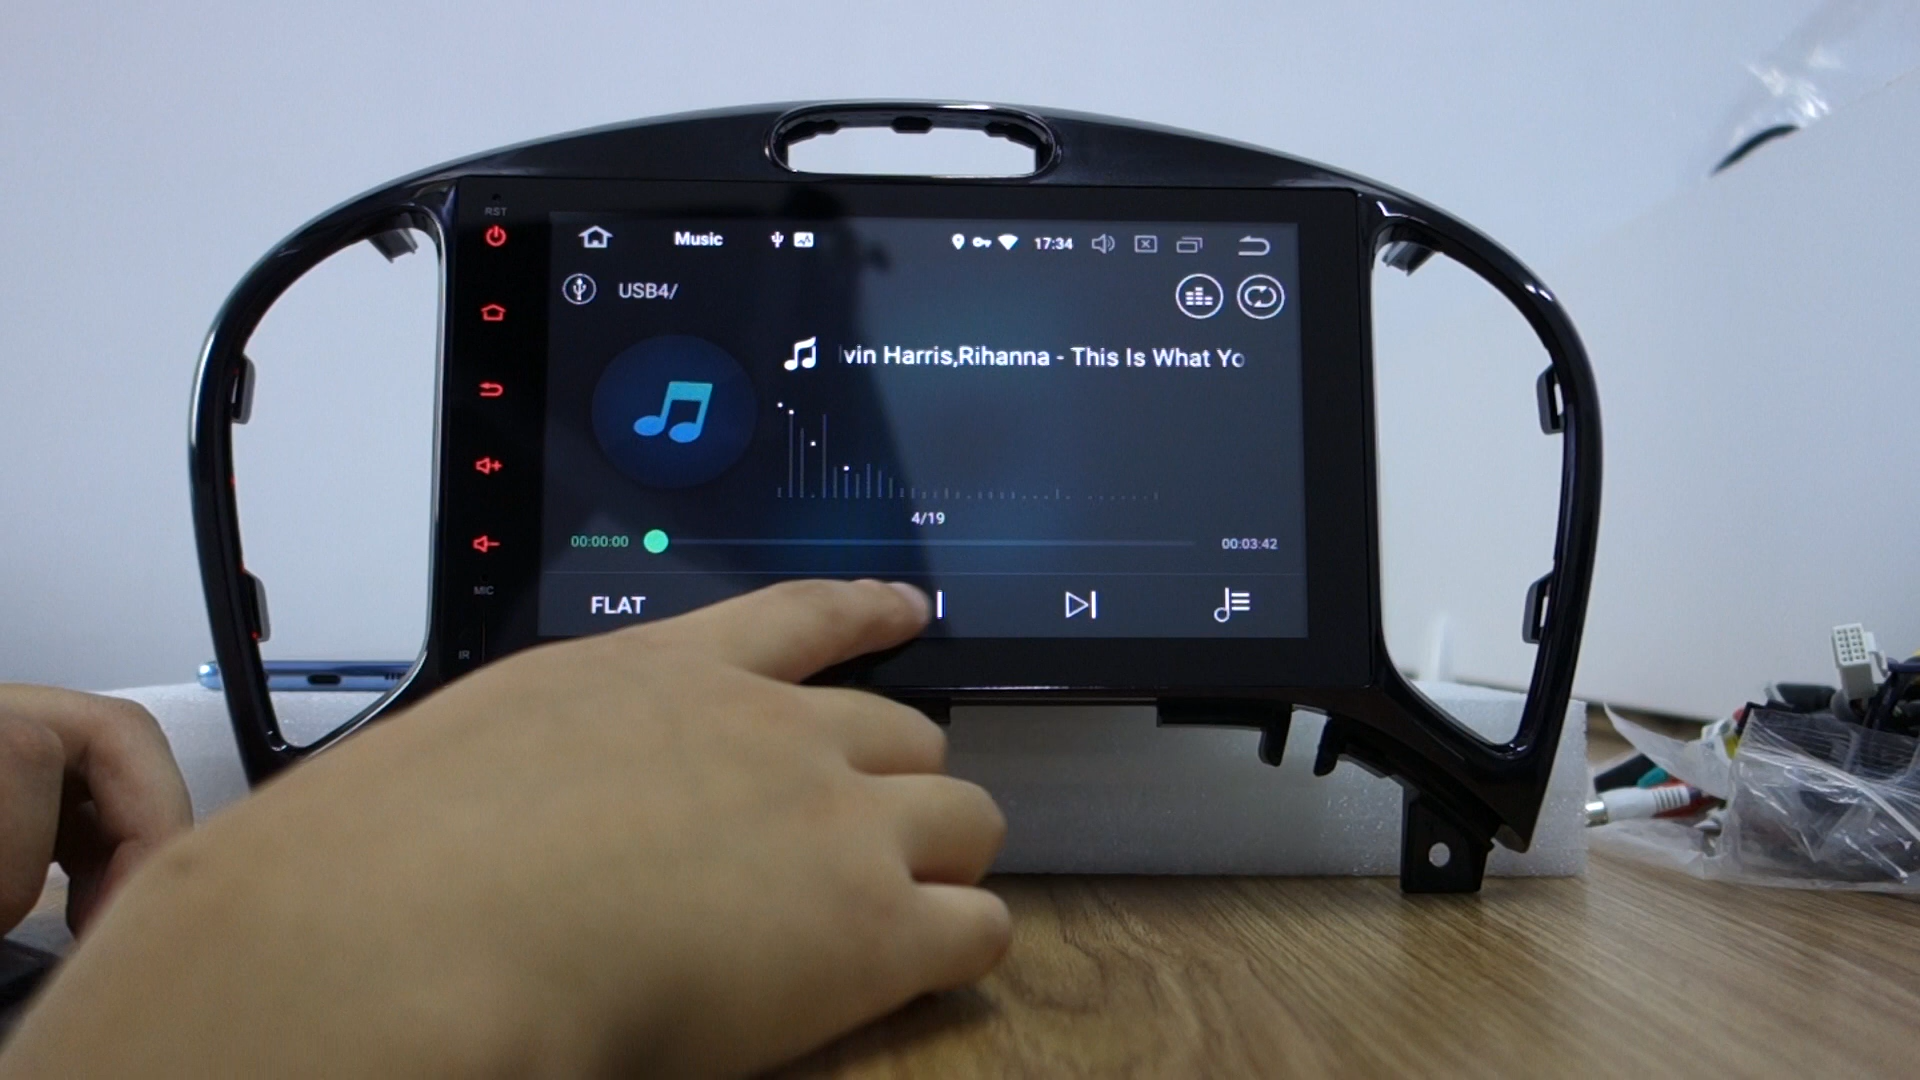 RST
Music
17:34
USB4/
lvin Harris,Rihanna - This Is What Yo
4/19
00:00:00
00:03:42
MIC
FLAT
IR